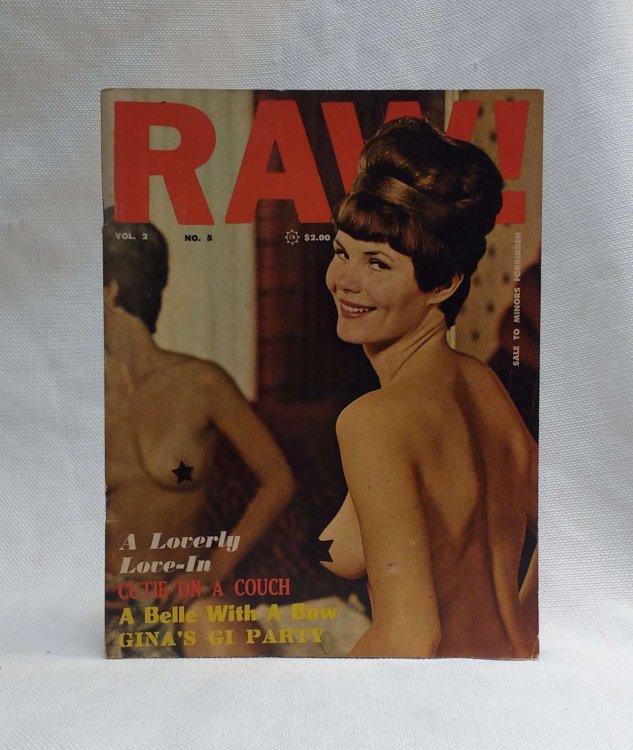 RAW!
VOL. 2 NO. 5 $2.00
SALE TO MINORS FORBIDDEN
A Loverly
Love-In
CUTIE ON A COUCH
A Belle With A Bow
GINA'S GI PARTY